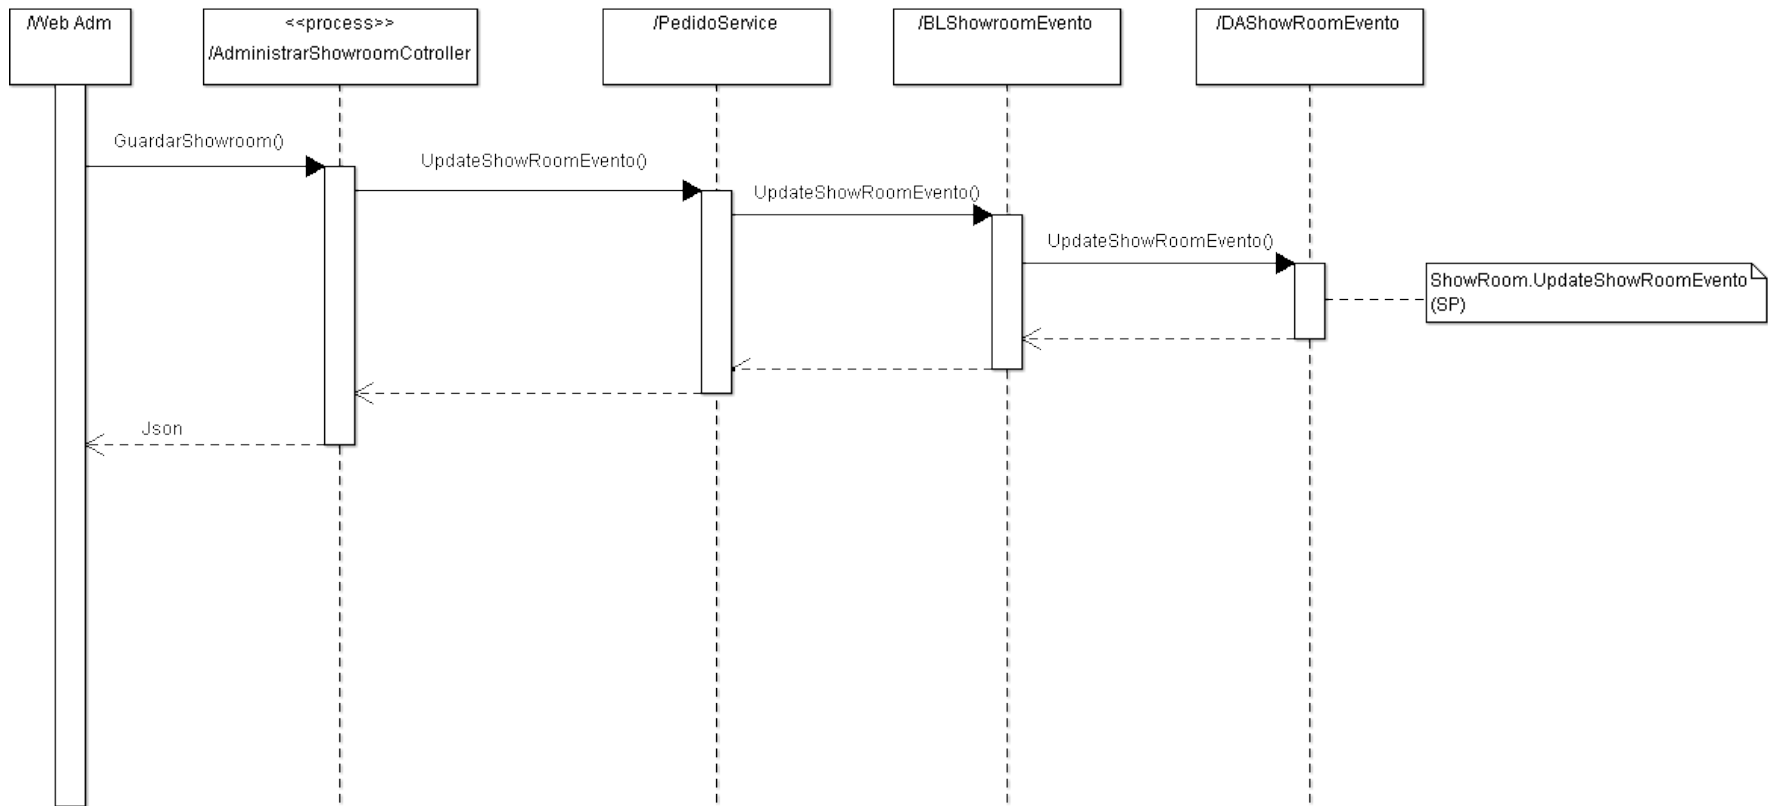 /Web Adm
<<process>>
/AdministrarShowroomCotroller
/PedidoService
/BLShowroomEvento
/DAShowRoomEvento
GuardarShowroom()
UpdateShowRoomEvento()
UpdateShowRoomEvento()
UpdateShowRoomEvento()
ShowRoom.UpdateShowRoomEvento
(SP)
Json